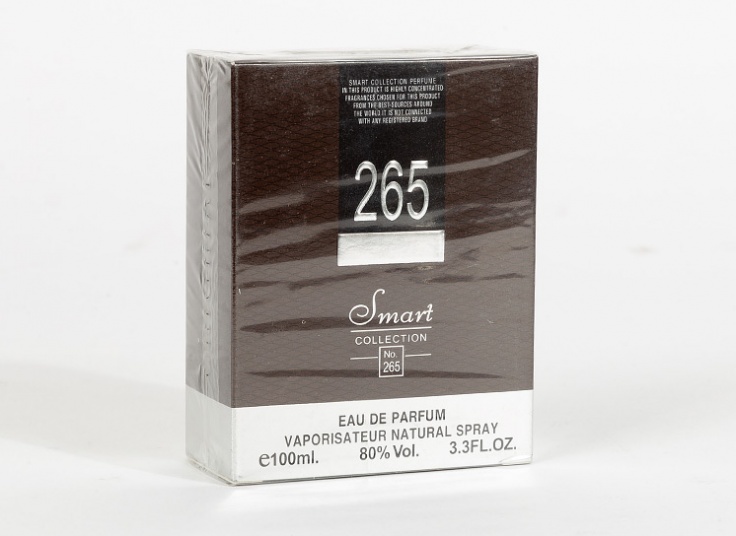 SMART COLLECTION PERFUME
IN THIS PRODUCT IS HIGHLY CONCENTRATED
FRAGRANCES CHOSEN FOR THIS PRODUCT
FROM THE BEST-SOURCES AROUND
THE WORLD IT IS NOT CONNECTED
WITH ANY REGISTERED BRAND
265
Smart
COLLECTION
No.
265
EAU DE PARFUM
VAPORISATEUR NATURAL SPRAY
e100ml. 80% Vol. 3.3FL.OZ.